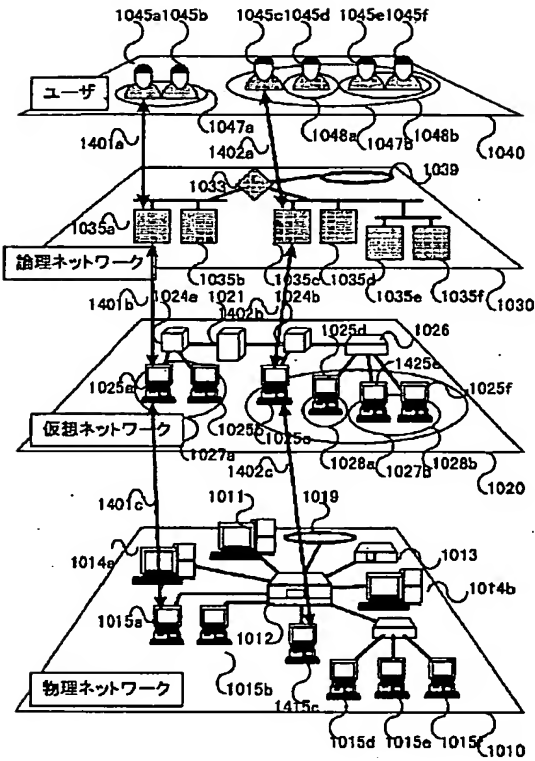 1045a 1045b 1045c 1045d 1045e 1045f
ユーザ
1047a 1048a 1047b 1048b
1040
1401a 1402a
1033 1039
1035a
1035b 1035c 1035d 1035e 1035f
論理ネットワーク
1030
1401b 1024a 1021 1402b 1024b
1025d 1026
1425e
1025a 1025f
1025b 1025c
仮想ネットワーク
1027a 1028a 1027b 1028b
1020
1402c
1401c
1011 1019
1014a 1013
1014b
1015a 1012
1015b
1415c
物理ネットワーク
1015d 1015e 1015f
1010